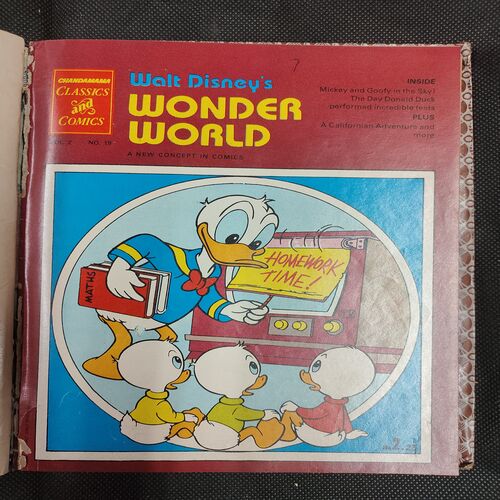 CHANDAMAMA
CLASSICS
and
COMICS
VOL. 2 NO. 19
Walt Disney's
WONDER
WORLD
A NEW CONCEPT IN COMICS
INSIDE
Mickey and Goofy in the Sky!
The Day Donald Duck
performed incredible feats
PLUS
A Californian Adventure and
more
7
MATHS
HOMEWORK
TIME!